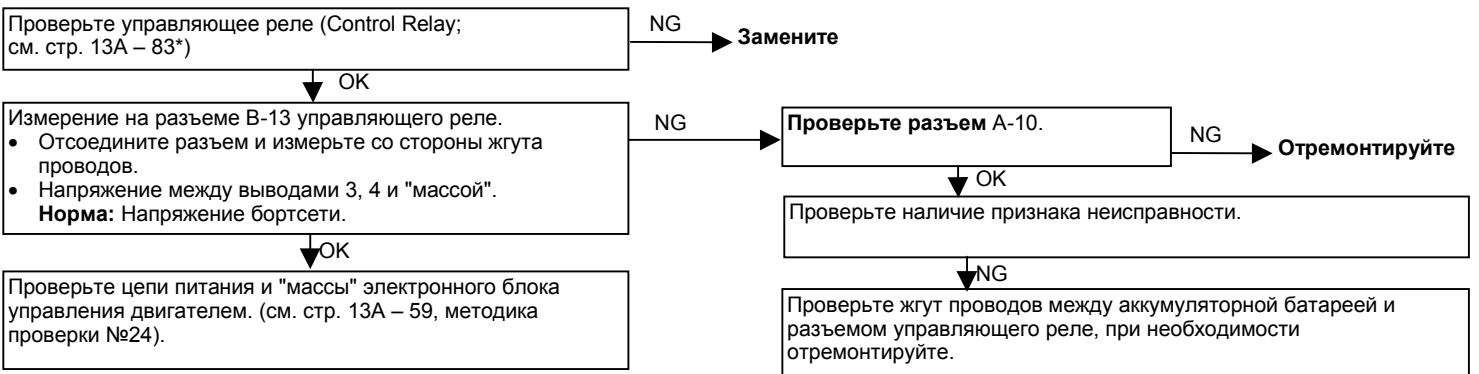 Проверьте управляющее реле (Control Relay;
см. стр. 13A – 83*)
NG
Замените
OK
Измерение на разъеме B-13 управляющего реле.
• Отсоедините разъем и измерьте со стороны жгута
проводов.
• Напряжение между выводами 3, 4 и "массой".
Норма: Напряжение бортсети.
NG
Проверьте разъем A-10.
NG
Отремонтируйте
OK
Проверьте наличие признака неисправности.
OK
NG
Проверьте цепи питания и "массы" электронного блока
управления двигателем. (см. стр. 13A – 59, методика
проверки №24).
Проверьте жгут проводов между аккумуляторной батареей и
разъемом управляющего реле, при необходимости
отремонтируйте.